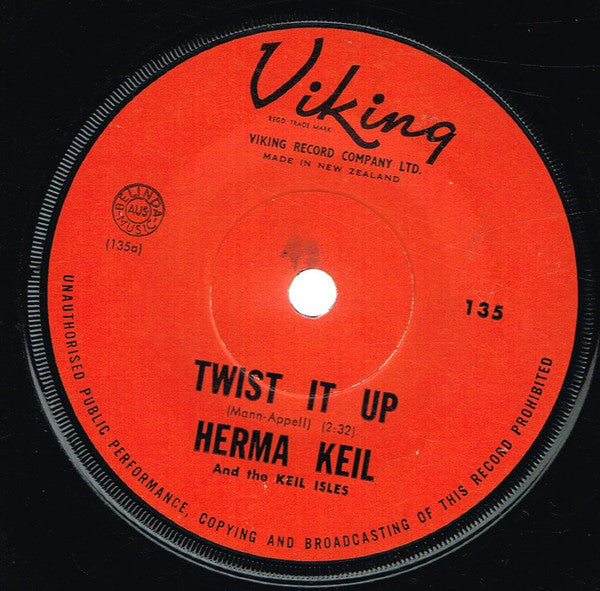 Viking
REGD. TRADE MARK
VIKING RECORD COMPANY LTD.
MADE IN NEW ZEALAND
BELINDA
AUS
MUSIC
(135a)
135
TWIST IT UP
(Mann-Appell) (2:32)
HERMA KEIL
And the KEIL ISLES
UNAUTHORISED PUBLIC PERFORMANCE, COPYING AND BROADCASTING OF THIS RECORD PROHIBITED